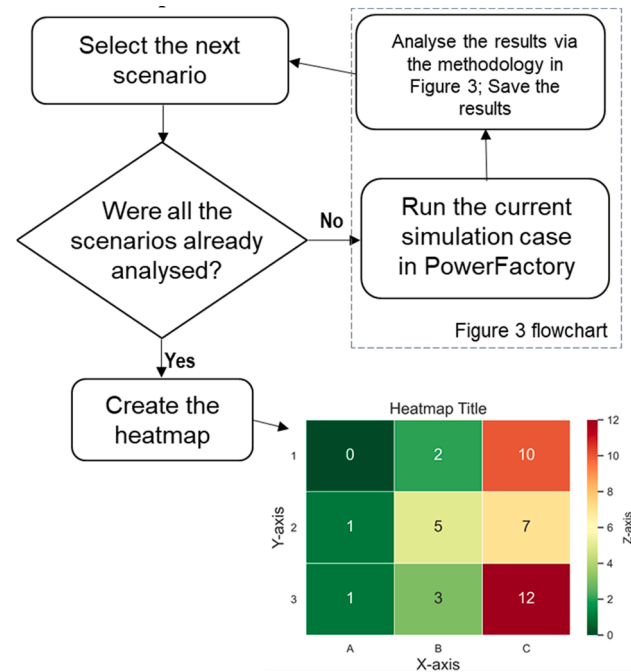 Select the next
scenario
Analyse the results via
the methodology in
Figure 3; Save the
results
Were all the
scenarios already
analysed?
No
Run the current
simulation case
in PowerFactory
Figure 3 flowchart
Yes
Create the
heatmap
Heatmap Title
1
0
2
10
2
1
5
7
3
1
3
12
A
B
C
X-axis
Y-axis
12
10
8
6
4
2
0
Z-axis